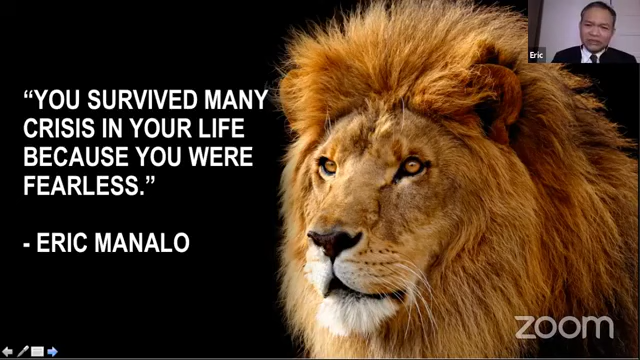 Eric
“YOU SURVIVED MANY
CRISIS IN YOUR LIFE
BECAUSE YOU WERE
FEARLESS.”
- ERIC MANALO
zoom